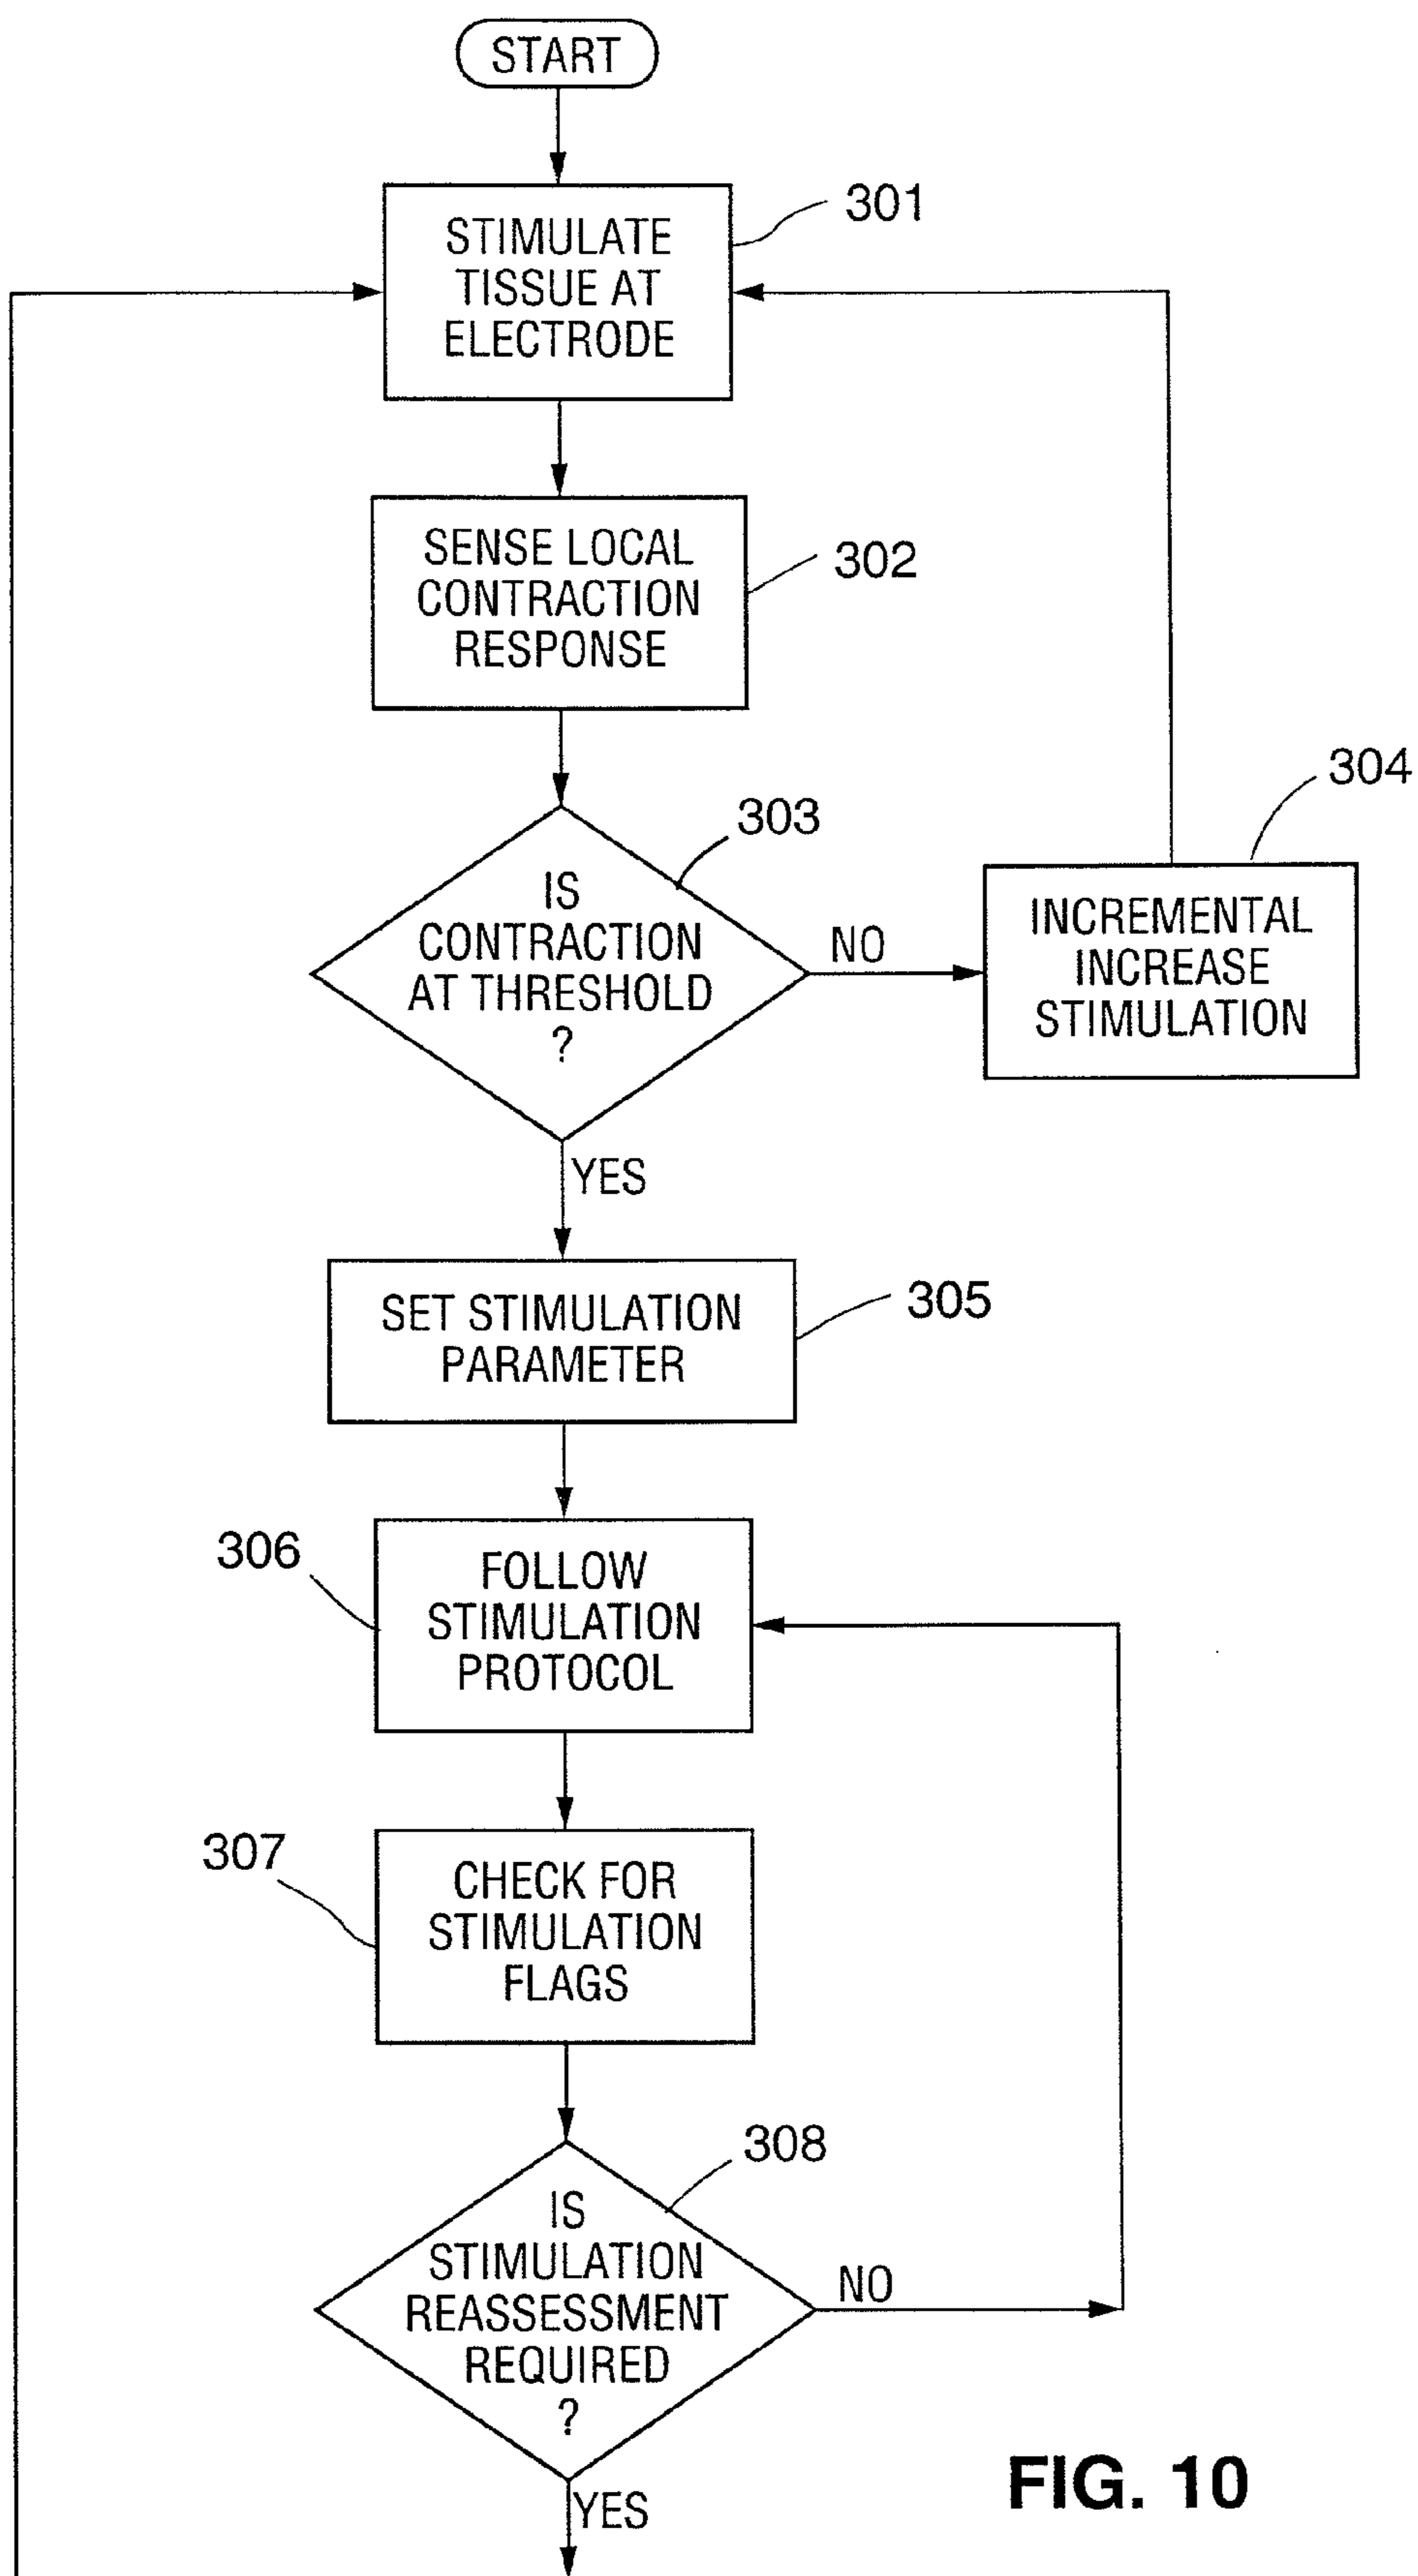 START
301
STIMULATE
TISSUE AT
ELECTRODE
302
SENSE LOCAL
CONTRACTION
RESPONSE
303
IS
CONTRACTION
AT THRESHOLD
?
NO
304
INCREMENTAL
INCREASE
STIMULATION
YES
305
SET STIMULATION
PARAMETER
306
FOLLOW
STIMULATION
PROTOCOL
307
CHECK FOR
STIMULATION
FLAGS
308
IS
STIMULATION
REASSESSMENT
REQUIRED
?
NO
YES
FIG. 10